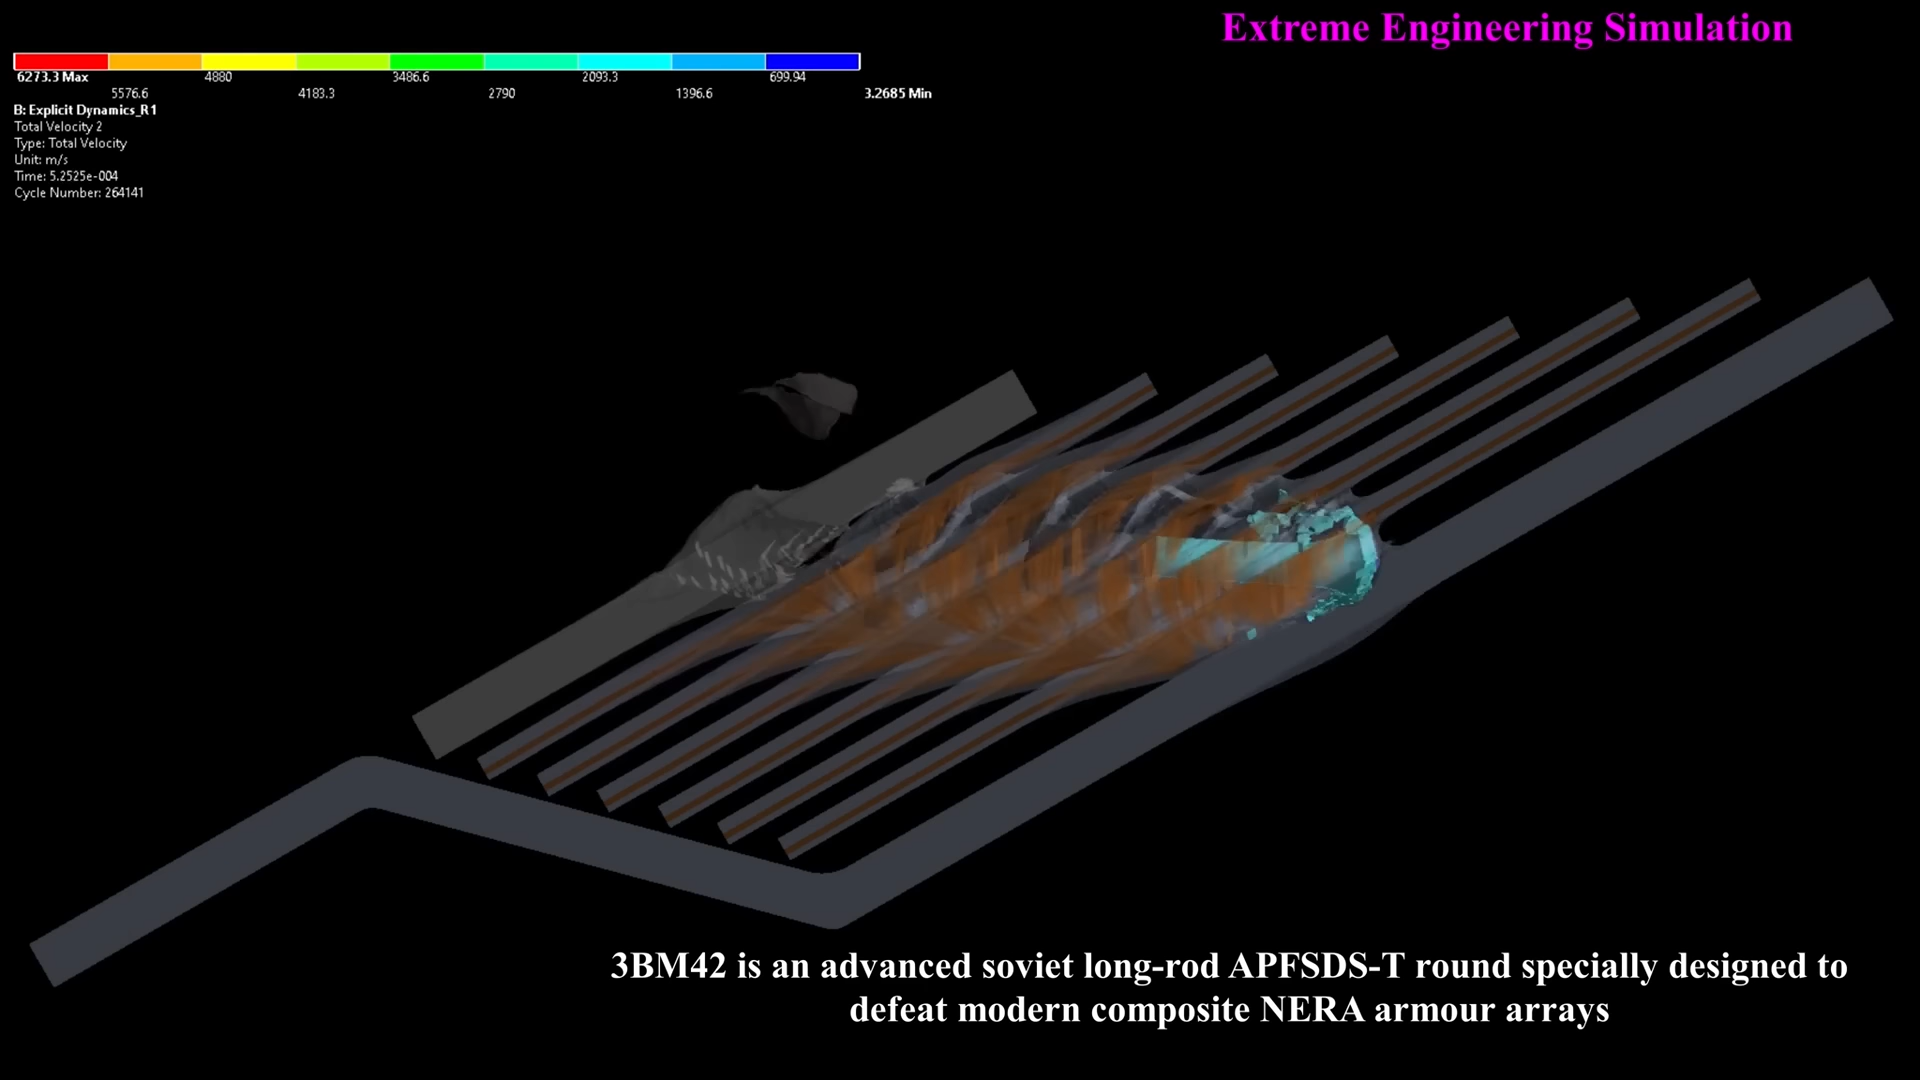 Extreme Engineering Simulation
6273.3 Max 4880 3486.6 2093.3 699.94
5576.6 4183.3 2790 1396.6 3.2685 Min
B: Explicit Dynamics_R1
Total Velocity 2
Type: Total Velocity
Unit: m/s
Time: 5.2525e-004
Cycle Number: 264141
3BM42 is an advanced soviet long-rod APFSDS-T round specially designed to
defeat modern composite NERA armour arrays